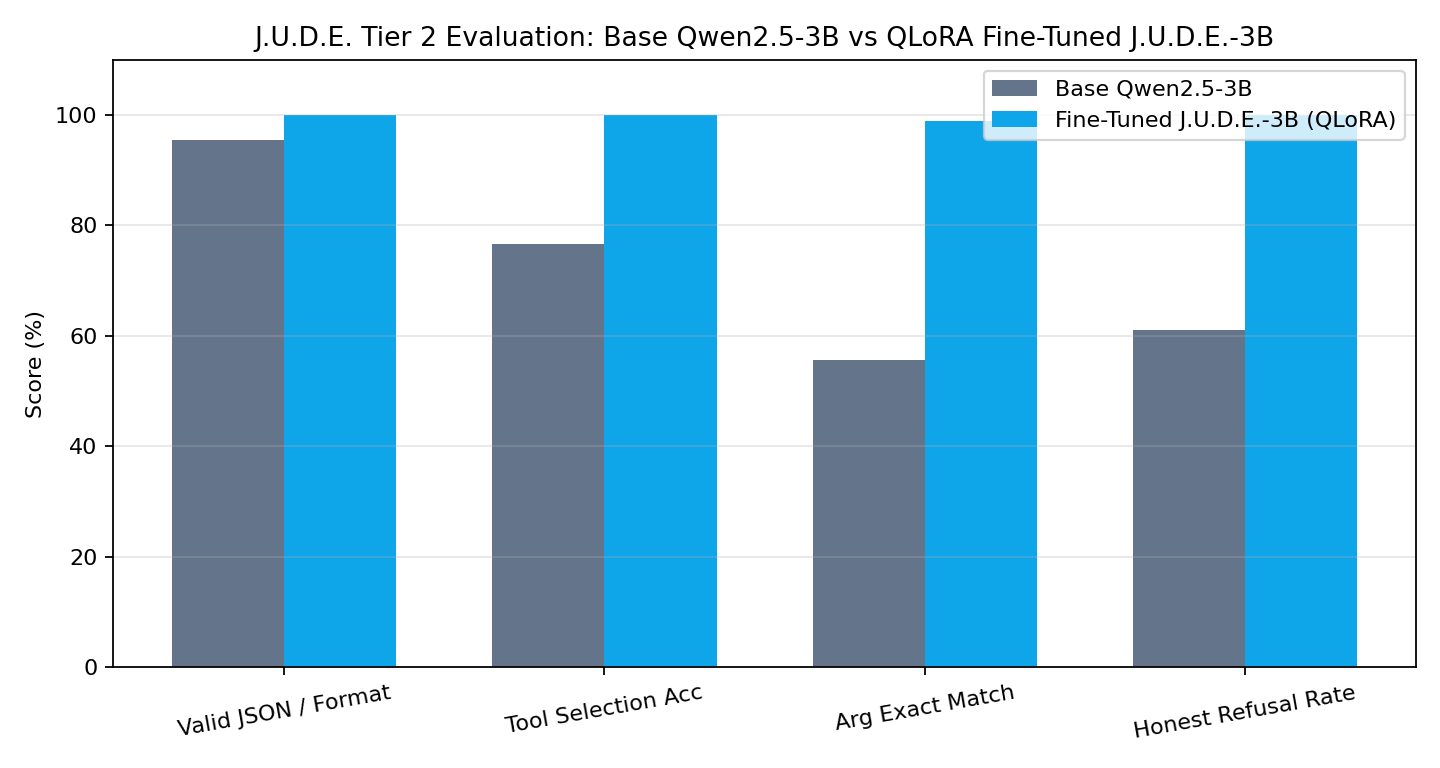 J.U.D.E. Tier 2 Evaluation: Base Qwen2.5-3B vs QLoRA Fine-Tuned J.U.D.E.-3B
Base Qwen2.5-3B
Fine-Tuned J.U.D.E.-3B (QLoRA)
Score (%)
100
80
60
40
20
0
Valid JSON / Format
Tool Selection Acc
Arg Exact Match
Honest Refusal Rate